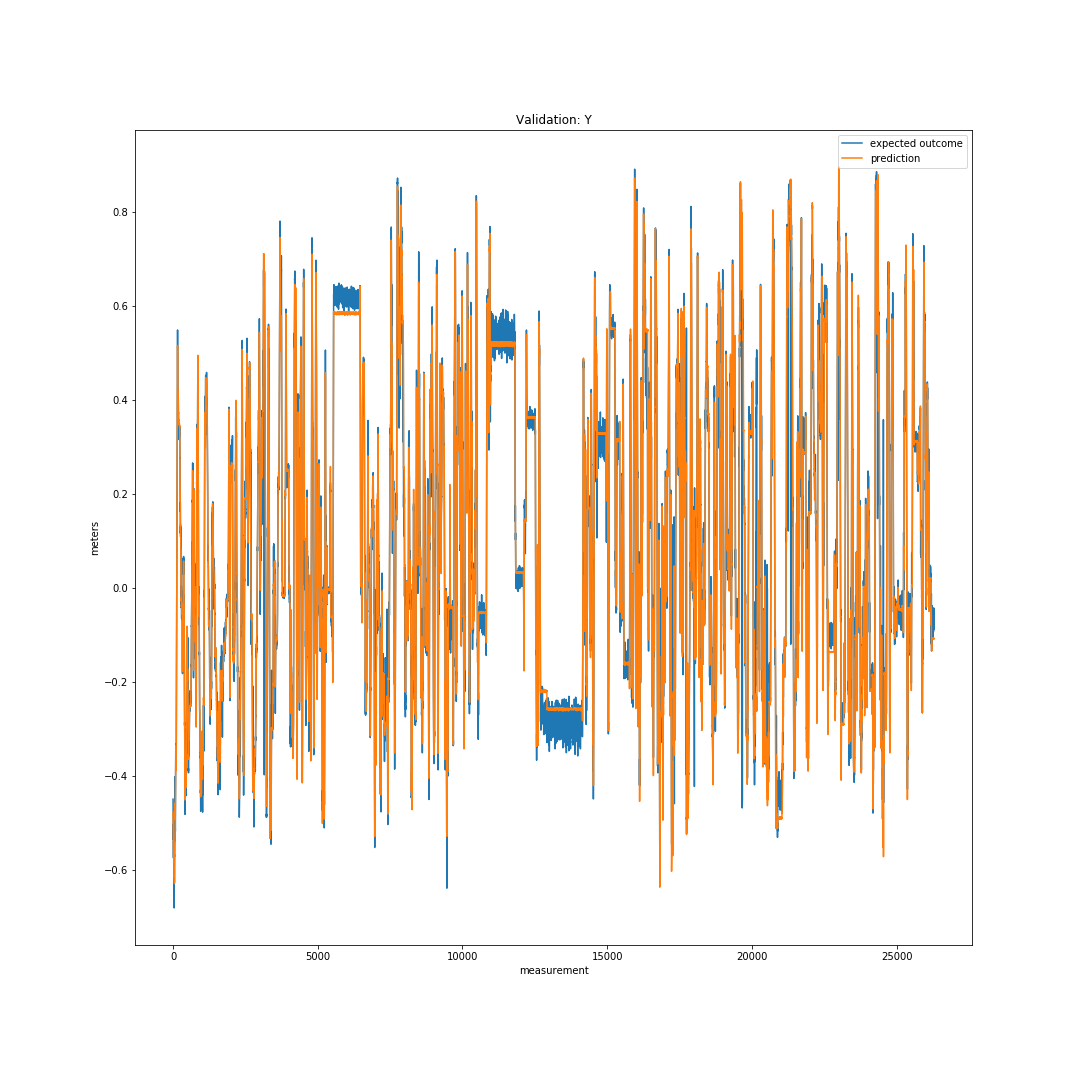 Validation: Y
expected outcome
prediction
0.8
0.6
0.4
0.2
0.0
−0.2
−0.4
−0.6
meters
0 5000 10000 15000 20000 25000
measurement